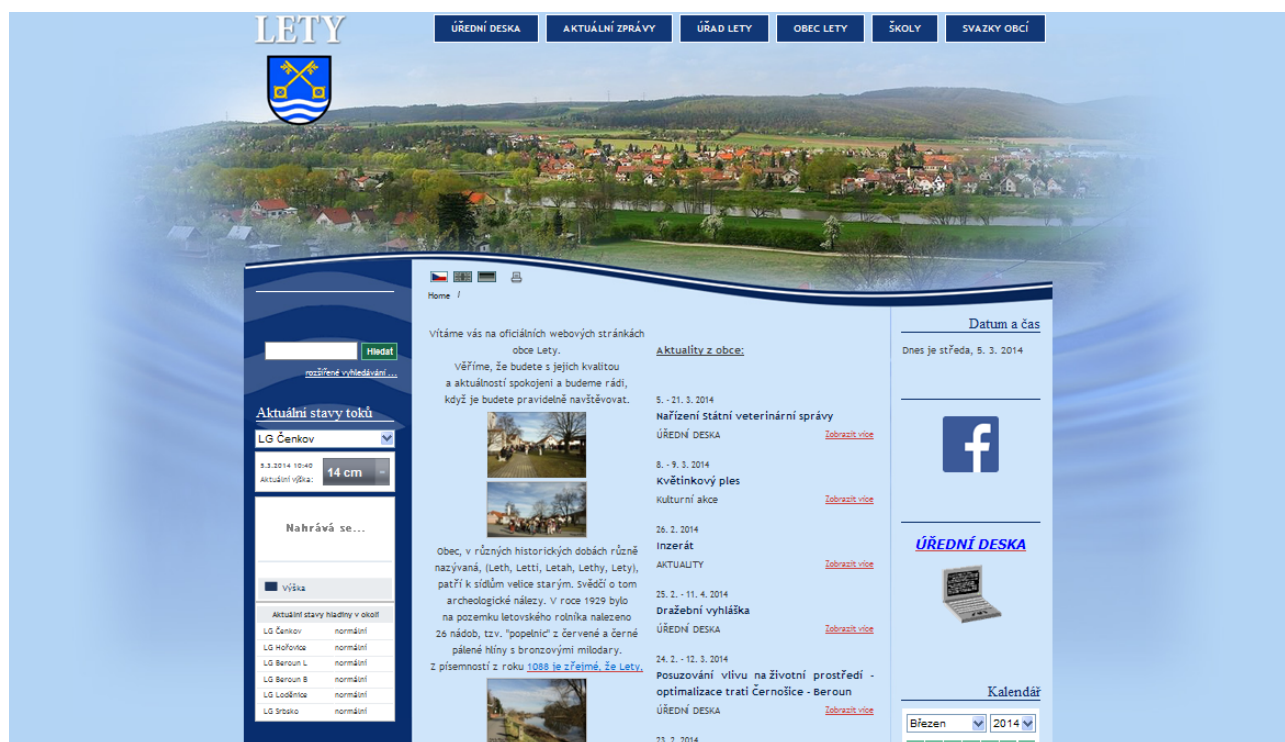 LETY
ÚŘEDNÍ DESKA
AKTUÁLNÍ ZPRÁVY
ÚŘAD LETY
OBEC LETY
ŠKOLY
SVAZKY OBCÍ
Home /
Hledat
rozšířené vyhledávání ...
Aktuální stavy toků
LG Čenkov
5.3.2014 10:40
Aktuální výška:
14 cm
Nahrává se...
Výška
Aktuální stavy hladiny v okolí
LG Čenkov normální
LG Hořovice normální
LG Beroun L normální
LG Beroun B normální
LG Loděnice normální
LG Srbsko normální
Vítáme vás na oficiálních webových stránkách
obce Lety.
Věříme, že budete s jejich kvalitou
a aktuálností spokojeni a budeme rádi,
když je budete pravidelně navštěvovat.
Obec, v různých historických dobách různě
nazývaná, (Leth, Letti, Letah, Lethy, Lety),
patří k sídlům velice starým. Svědčí o tom
archeologické nálezy. V roce 1929 bylo
na pozemku letovského rolníka nalezeno
26 nádob, tzv. "popelnic" z červené a černé
pálené hlíny s bronzovými milodary.
Z písemností z roku 1088 je zřejmé, že Lety,
Aktuality z obce:
5. - 21. 3. 2014
Nařízení Státní veterinární správy
ÚŘEDNÍ DESKA Zobrazit více
8. - 9. 3. 2014
Květinkový ples
Kulturní akce Zobrazit více
26. 2. 2014
Inzerát
AKTUALITY Zobrazit více
25. 2. - 11. 4. 2014
Dražební vyhláška
ÚŘEDNÍ DESKA Zobrazit více
24. 2. - 12. 3. 2014
Posuzování vlivu na životní prostředí -
optimalizace trati Černošice - Beroun
ÚŘEDNÍ DESKA Zobrazit více
23. 2. 2014
Datum a čas
Dnes je středa, 5. 3. 2014
f
ÚŘEDNÍ DESKA
Kalendář
Březen 2014